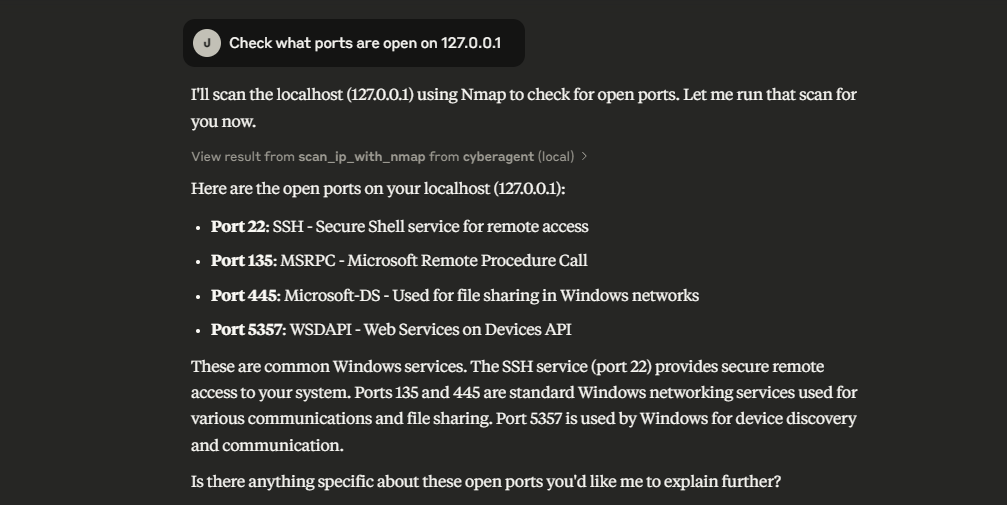 J Check what ports are open on 127.0.0.1
I'll scan the localhost (127.0.0.1) using Nmap to check for open ports. Let me run that scan for
you now.
View result from scan_ip_with_nmap from cyberagent (local) >
Here are the open ports on your localhost (127.0.0.1):
• Port 22: SSH - Secure Shell service for remote access
• Port 135: MSRPC - Microsoft Remote Procedure Call
• Port 445: Microsoft-DS - Used for file sharing in Windows networks
• Port 5357: WSDAPI - Web Services on Devices API
These are common Windows services. The SSH service (port 22) provides secure remote
access to your system. Ports 135 and 445 are standard Windows networking services used for
various communications and file sharing. Port 5357 is used by Windows for device discovery
and communication.
Is there anything specific about these open ports you'd like me to explain further?